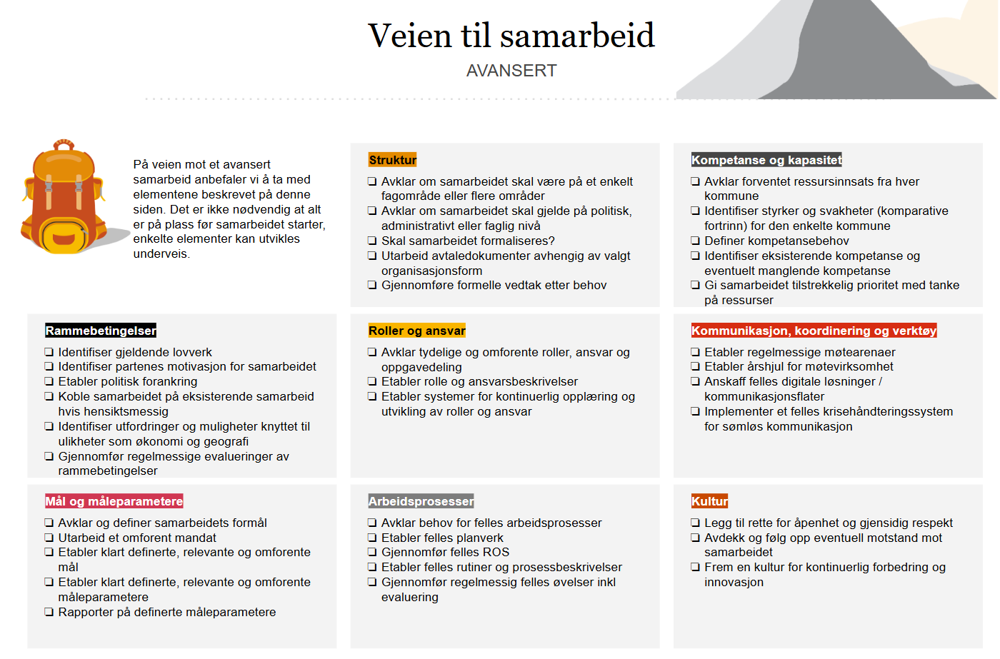 Veien til samarbeid
AVANSERT
På veien mot et avansert
samarbeid anbefaler vi å ta med
elementene beskrevet på denne
siden. Det er ikke nødvendig at alt
er på plass før samarbeidet starter,
enkelte elementer kan utvikles
underveis.
Struktur
❏ Avklar om samarbeidet skal være på et enkelt
fagområde eller flere områder
❏ Avklar om samarbeidet skal gjelde på politisk,
administrativt eller faglig nivå
❏ Skal samarbeidet formaliseres?
❏ Utarbeid avtaledokumenter avhengig av valgt
organisasjonsform
❏ Gjennomføre formelle vedtak etter behov
Kompetanse og kapasitet
❏ Avklar forventet ressursinnsats fra hver
kommune
❏ Identifiser styrker og svakheter (komparative
fortrinn) for den enkelte kommune
❏ Definer kompetansebehov
❏ Identifiser eksisterende kompetanse og
eventuelt manglende kompetanse
❏ Gi samarbeidet tilstrekkelig prioritet med tanke
på ressurser
Rammebetingelser
❏ Identifiser gjeldende lovverk
❏ Identifiser partenes motivasjon for samarbeidet
❏ Etabler politisk forankring
❏ Koble samarbeidet på eksisterende samarbeid
hvis hensiktsmessig
❏ Identifiser utfordringer og muligheter knyttet til
ulikheter som økonomi og geografi
❏ Gjennomfør regelmessige evalueringer av
rammebetingelser
Roller og ansvar
❏ Avklar tydelige og omforente roller, ansvar og
oppgavedeling
❏ Etabler rolle og ansvarsbeskrivelser
❏ Etabler systemer for kontinuerlig opplæring og
utvikling av roller og ansvar
Kommunikasjon, koordinering og verktøy
❏ Etabler regelmessige møtearenaer
❏ Etabler årshjul for møtevirksomhet
❏ Anskaff felles digitale løsninger /
kommunikasjonsflater
❏ Implementer et felles krisehåndteringssystem
for sømløs kommunikasjon
Mål og måleparametere
❏ Avklar og definer samarbeidets formål
❏ Utarbeid et omforent mandat
❏ Etabler klart definerte, relevante og omforente
mål
❏ Etabler klart definerte, relevante og omforente
måleparametere
❏ Rapporter på definerte måleparametere
Arbeidsprosesser
❏ Avklar behov for felles arbeidsprosesser
❏ Etabler felles planverk
❏ Gjennomfør felles ROS
❏ Etabler felles rutiner og prosessbeskrivelser
❏ Gjennomfør regelmessig felles øvelser inkl
evaluering
Kultur
❏ Legg til rette for åpenhet og gjensidig respekt
❏ Avdekk og følg opp eventuell motstand mot
samarbeidet
❏ Frem en kultur for kontinuerlig forbedring og
innovasjon